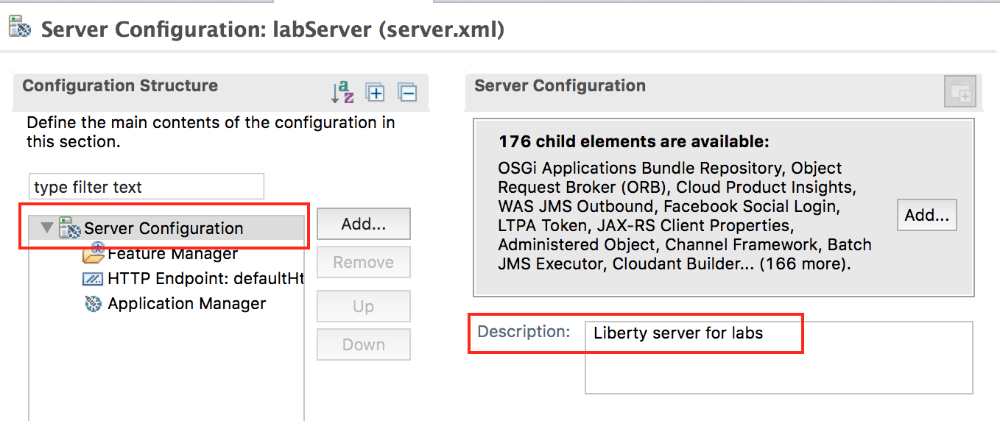 Server Configuration: labServer (server.xml)
Configuration Structure
Define the main contents of the configuration in
this section.
type filter text
Server Configuration
Feature Manager
HTTP Endpoint: defaultHt
Application Manager
Add...
Remove
Up
Down
Server Configuration
176 child elements are available:
OSGi Applications Bundle Repository, Object
Request Broker (ORB), Cloud Product Insights,
WAS JMS Outbound, Facebook Social Login,
LTPA Token, JAX-RS Client Properties,
Administered Object, Channel Framework, Batch
JMS Executor, Cloudant Builder... (166 more).
Add...
Description:
Liberty server for labs